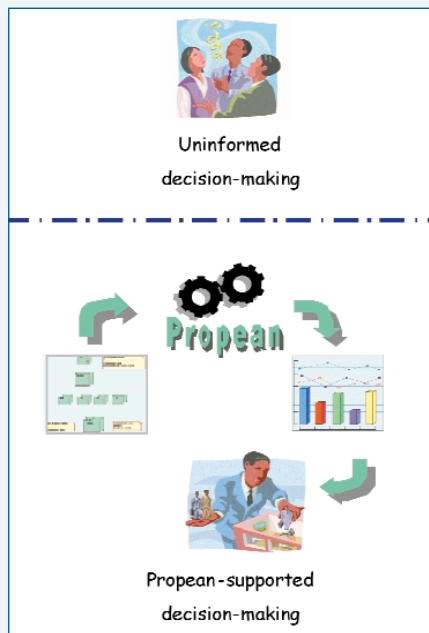 Uninformed
decision-making
Propean
Propean-supported
decision-making